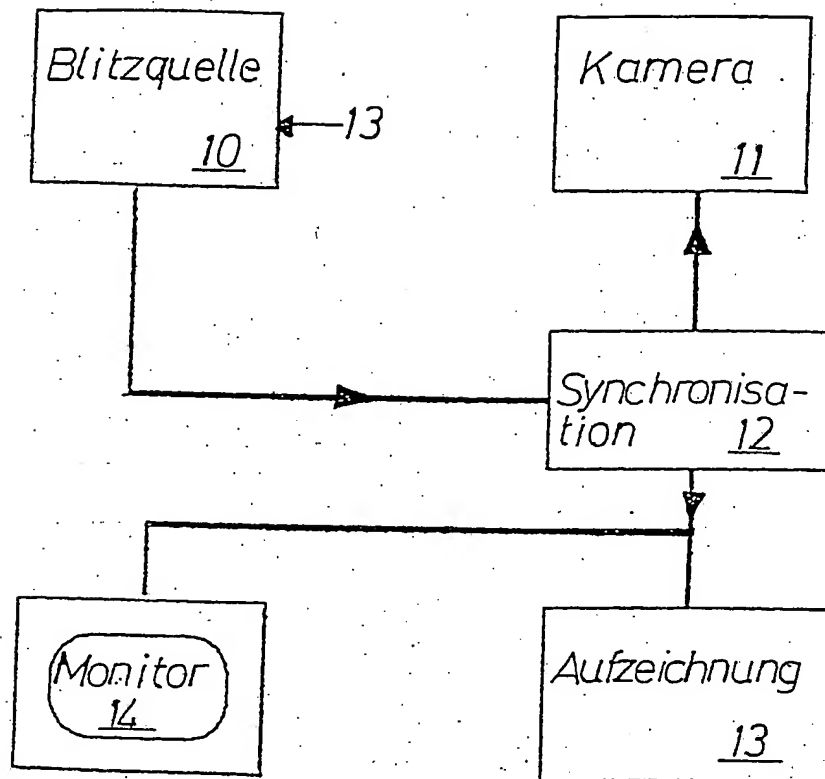 Blitzquelle
10
13
Kamera
11
Synchronisa-
tion 12
Monitor
14
Aufzeichnung
13